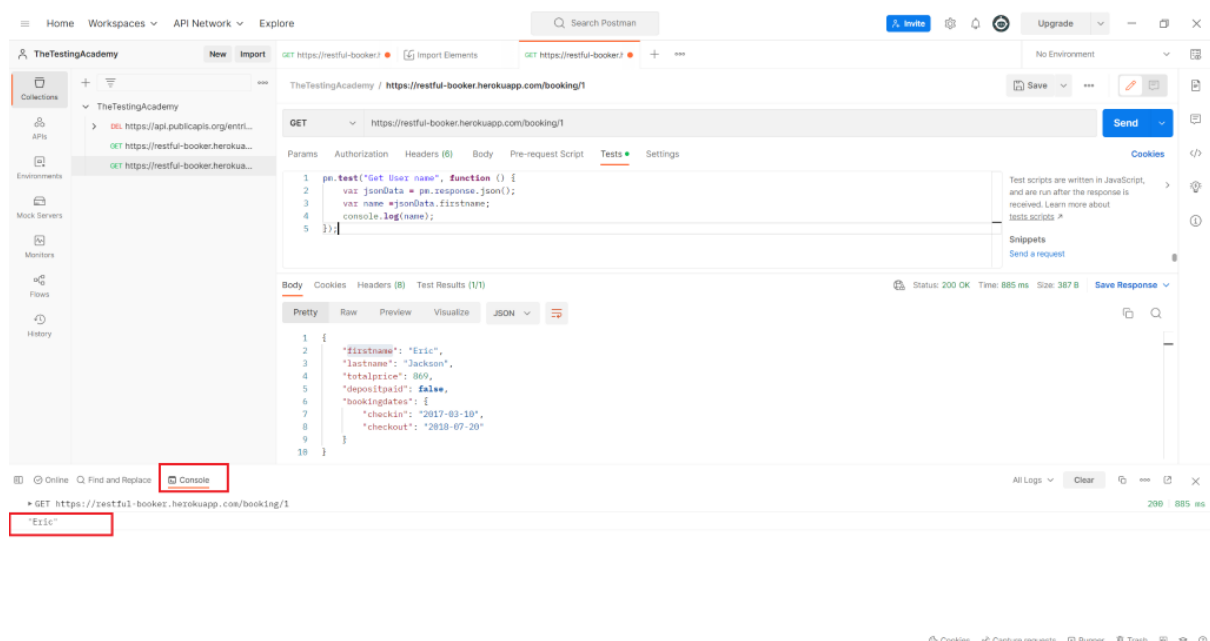 Home Workspaces API Network Explore Search Postman Invite Upgrade
TheTestingAcademy New Import GET https://restful-booker.h Import Elements GET https://restful-booker.h No Environment
Collections
TheTestingAcademy / https://restful-booker.herokuapp.com/booking/1 Save
TheTestingAcademy
APIs
DEL https://api.publicapis.org/entri...
GET https://restful-booker.herokuapp.com/booking/1 Send
GET https://restful-booker.herokua...
GET https://restful-booker.herokua...
Params Authorization Headers (6) Body Pre-request Script Tests Settings Cookies
Environments
Mock Servers
Monitors
Flows
History
1 pm.test("Get User name", function () {
2 var jsonData = pm.response.json();
3 var name =jsonData.firstname;
4 console.log(name);
5 });
Test scripts are written in JavaScript,
and are run after the response is
received. Learn more about
tests scripts
Snippets
Send a request
Body Cookies Headers (8) Test Results (1/1) Status: 200 OK Time: 885 ms Size: 387 B Save Response
Pretty Raw Preview Visualize JSON
1 {
2 "firstname": "Eric",
3 "lastname": "Jackson",
4 "totalprice": 869,
5 "depositpaid": false,
6 "bookingdates": {
7 "checkin": "2017-03-10",
8 "checkout": "2018-07-20"
9 }
10 }
Online Find and Replace Console All Logs Clear
GET https://restful-booker.herokuapp.com/booking/1 200 885 ms
"Eric"
Cookies Capture requests Runner Trash